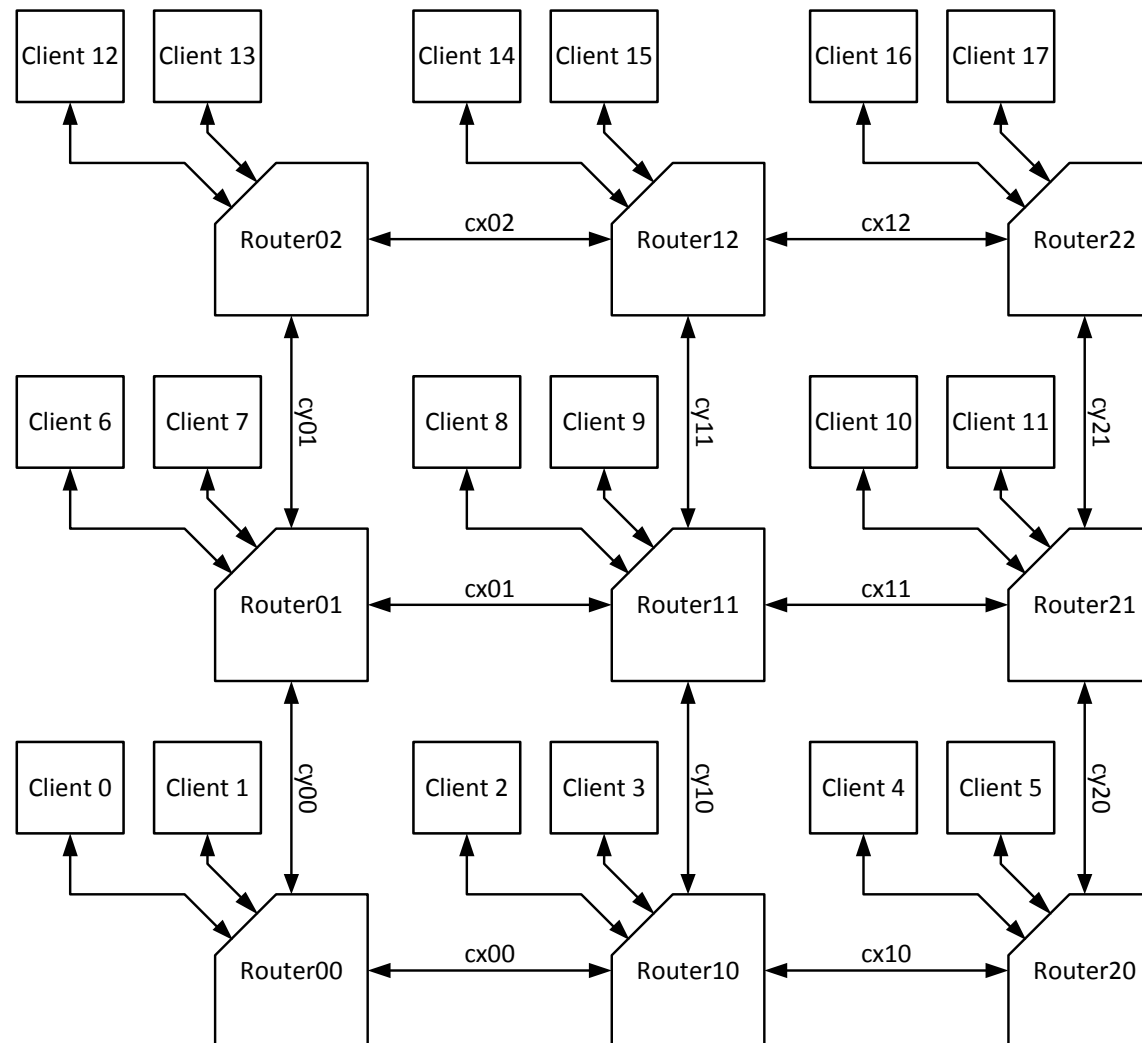 Client 12
Client 13
Client 14
Client 15
Client 16
Client 17
Router02
cx02
Router12
cx12
Router22
cy01
cy11
cy21
Client 6
Client 7
Client 8
Client 9
Client 10
Client 11
Router01
cx01
Router11
cx11
Router21
cy00
cy10
cy20
Client 0
Client 1
Client 2
Client 3
Client 4
Client 5
Router00
cx00
Router10
cx10
Router20